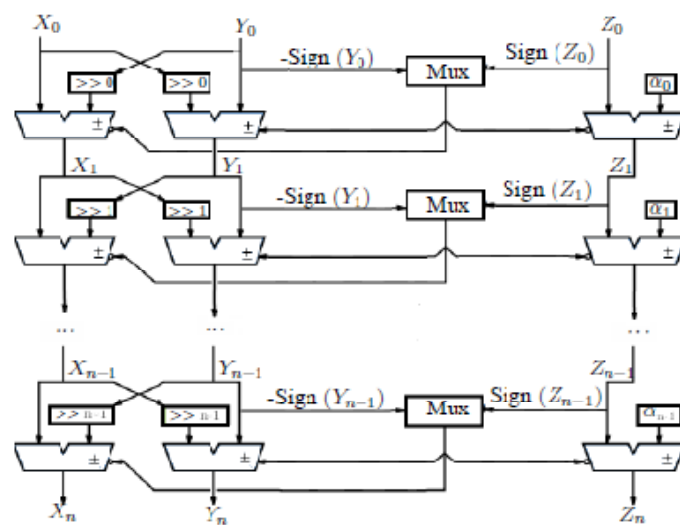 X₀ Y₀ Z₀
-Sign (Y₀) Mux Sign (Z₀)
>> 0 >> 0 α₀
± ± ±
X₁ Y₁ Z₁
-Sign (Y₁) Mux Sign (Z₁)
>> 1 >> 1 α₁
± ± ±
... ... ...
Xₙ₋₁ Yₙ₋₁ Zₙ₋₁
-Sign (Yₙ₋₁) Mux Sign (Zₙ₋₁)
>> n-1 >> n-1 αₙ₋₁
± ± ±
Xₙ Yₙ Zₙ